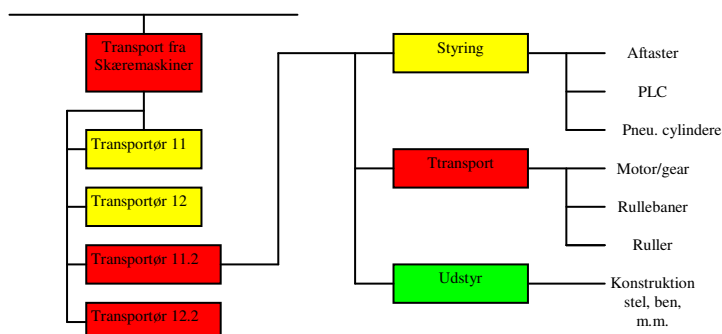 Transport fra
Skæremaskiner
Transportør 11
Transportør 12
Transportør 11.2
Transportør 12.2
Styring
Ttransport
Udstyr
Aftaster
PLC
Pneu. cylindere
Motor/gear
Rullebaner
Ruller
Konstruktion
stel, ben,
m.m.